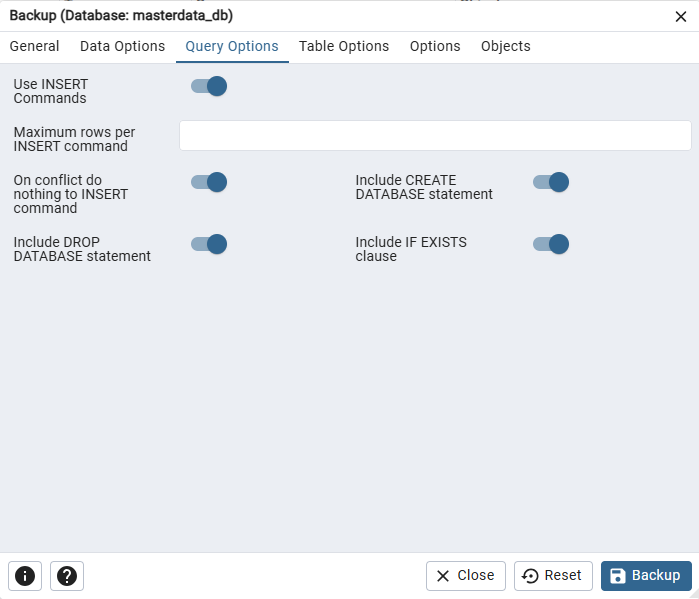 Backup (Database: masterdata_db)
General Data Options Query Options Table Options Options Objects
Use INSERT
Commands
Maximum rows per
INSERT command
On conflict do
nothing to INSERT
command
Include CREATE
DATABASE statement
Include DROP
DATABASE statement
Include IF EXISTS
clause
Close Reset Backup